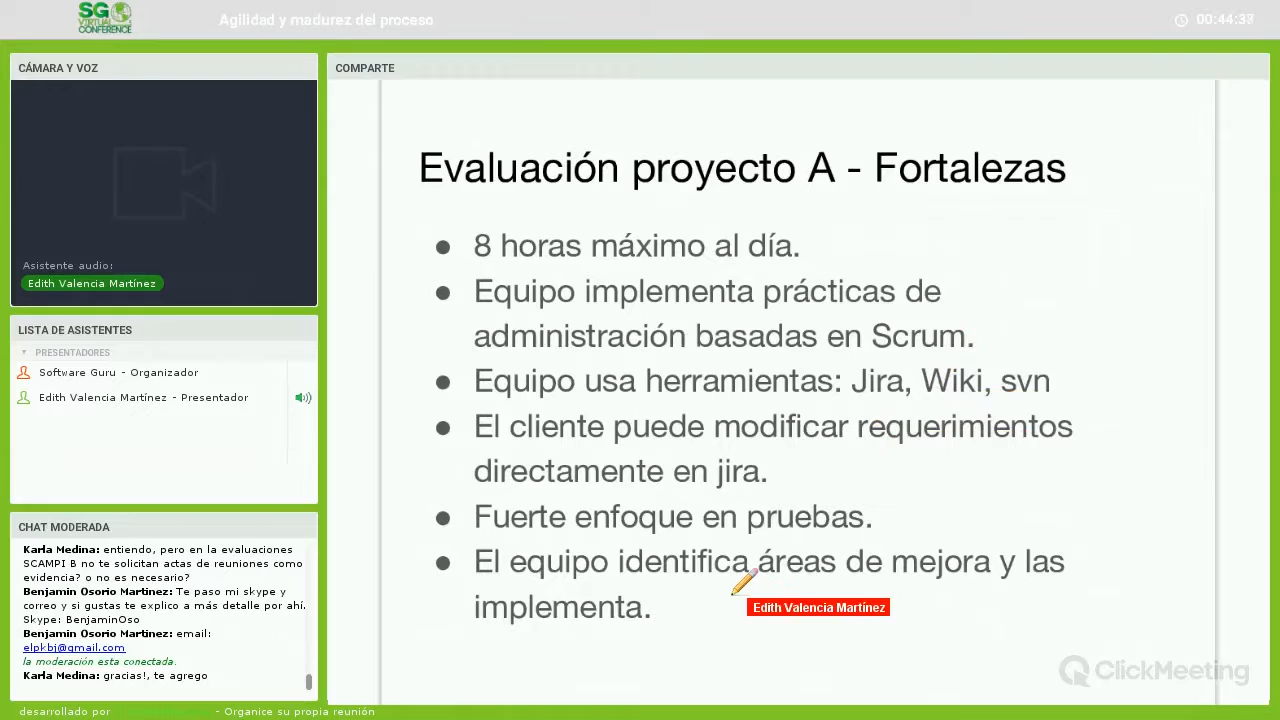 SG
VIRTUAL
CONFERENCE
Agilidad y madurez del proceso
00:44:38
CÁMARA Y VOZ
Asistente audio:
Edith Valencia Martínez
LISTA DE ASISTENTES
PRESENTADORES
Software Guru - Organizador
Edith Valencia Martínez - Presentador
CHAT MODERADA
Karla Medina: entiendo, pero en la evaluaciones
SCAMPI B no te solicitan actas de reuniones como
evidencia? o no es necesario?
Benjamin Osorio Martinez: Te paso mi skype y
correo y si gustas te explico a más detalle por ahí.
Skype: BenjaminOso
Benjamin Osorio Martinez: email:
elpkbj@gmail.com
la moderación esta conectada.
Karla Medina: gracias!, te agrego
desarrollado por - Organice su propia reunión
COMPARTE
Evaluación proyecto A - Fortalezas
● 8 horas máximo al día.
● Equipo implementa prácticas de
administración basadas en Scrum.
● Equipo usa herramientas: Jira, Wiki, svn
● El cliente puede modificar requerimientos
directamente en jira.
● Fuerte enfoque en pruebas.
● El equipo identifica áreas de mejora y las
implementa.
Edith Valencia Martínez
ClickMeeting